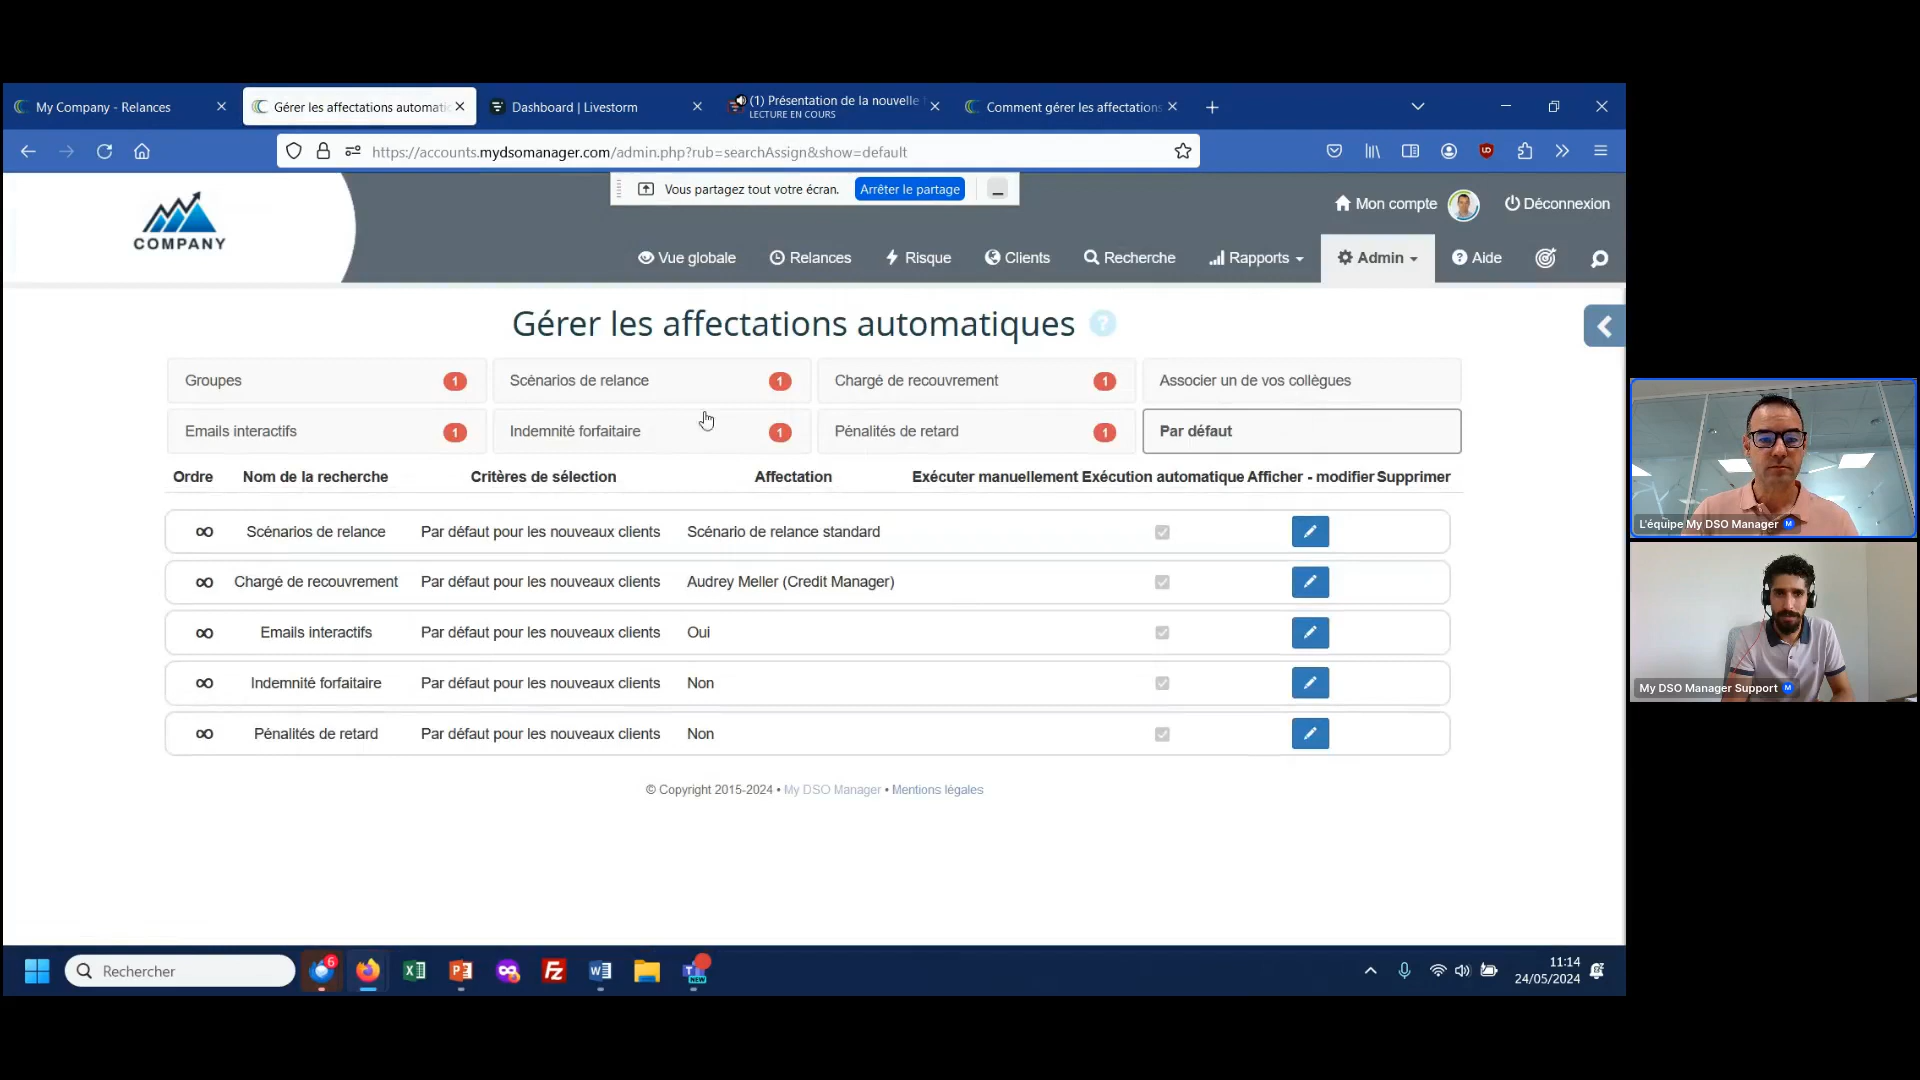 My Company - Relances
Gérer les affectations automati
Dashboard | Livestorm
(1) Présentation de la nouvelle
LECTURE EN COURS
Comment gérer les affectations
https://accounts.mydsomanager.com/admin.php?rub=searchAssign&show=default
Vous partagez tout votre écran.
Arrêter le partage
COMPANY
Mon compte
Déconnexion
Vue globale
Relances
Risque
Clients
Recherche
Rapports
Admin
Aide
Gérer les affectations automatiques ?
Groupes 1
Scénarios de relance 1
Chargé de recouvrement 1
Associer un de vos collègues
Emails interactifs 1
Indemnité forfaitaire 1
Pénalités de retard 1
Par défaut
Ordre Nom de la recherche Critères de sélection Affectation Exécuter manuellement Exécution automatique Afficher - modifier Supprimer
∞ Scénarios de relance Par défaut pour les nouveaux clients Scénario de relance standard
∞ Chargé de recouvrement Par défaut pour les nouveaux clients Audrey Meller (Credit Manager)
∞ Emails interactifs Par défaut pour les nouveaux clients Oui
∞ Indemnité forfaitaire Par défaut pour les nouveaux clients Non
∞ Pénalités de retard Par défaut pour les nouveaux clients Non
© Copyright 2015-2024 • My DSO Manager • Mentions légales
L'équipe My DSO Manager M
My DSO Manager Support M
Rechercher
6
NEW
11:14
24/05/2024